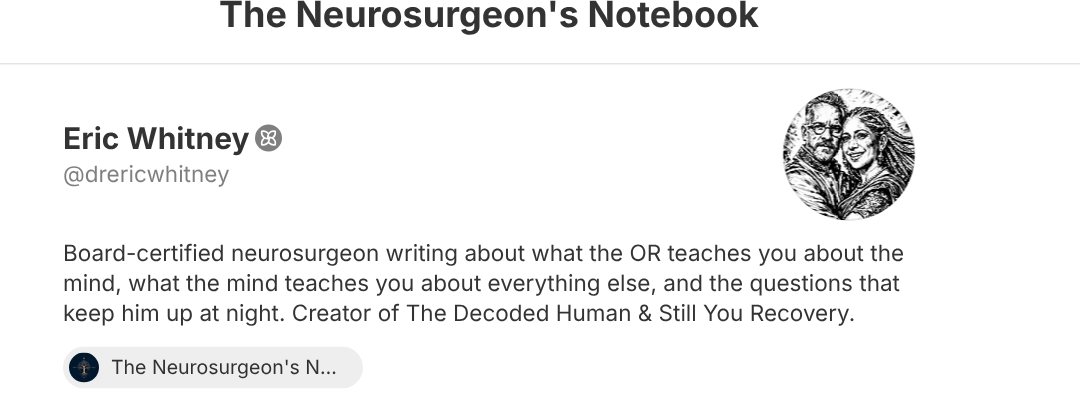 The Neurosurgeon's Notebook
Eric Whitney
@drericwhitney
Board-certified neurosurgeon writing about what the OR teaches you about the
mind, what the mind teaches you about everything else, and the questions that
keep him up at night. Creator of The Decoded Human & Still You Recovery.
The Neurosurgeon's N...